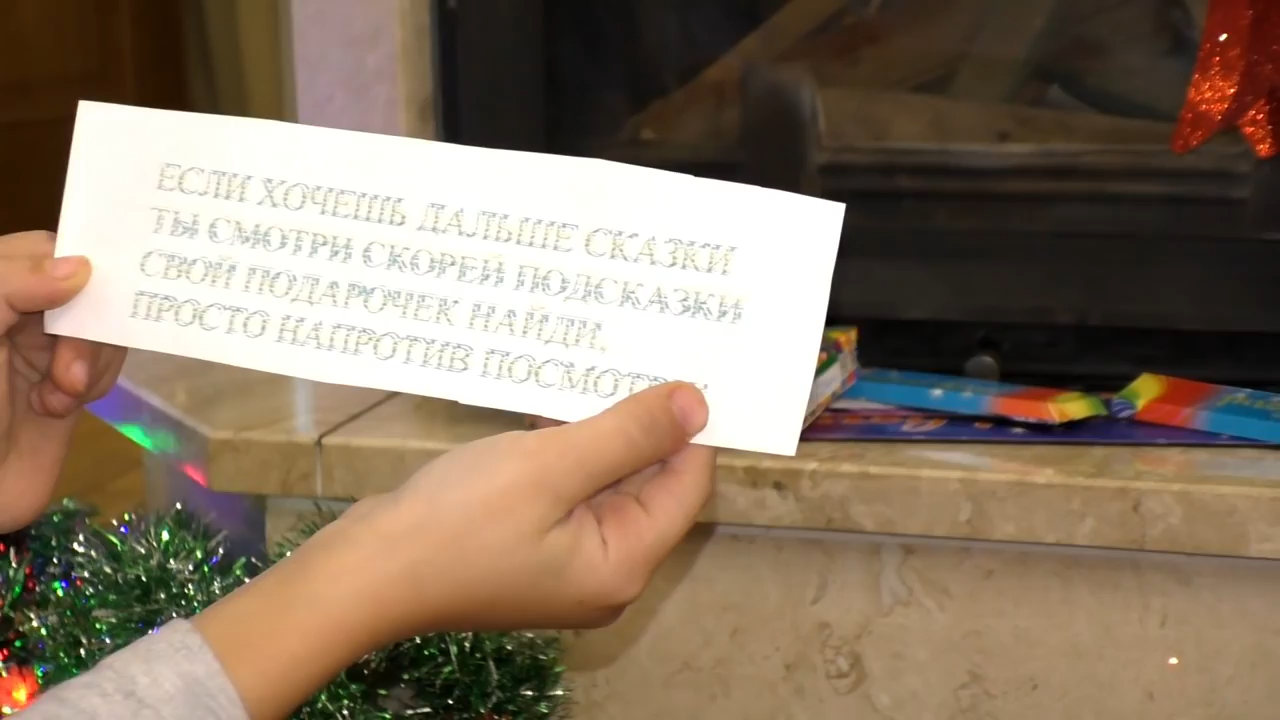 ЕСЛИ ХОЧЕШЬ ДАЛЬШЕ СКАЗКИ
ТЫ СМОТРИ СКОРЕЙ ПОДСКАЗКИ
СВОЙ ПОДАРОЧЕК НАЙДИ,
ПРОСТО НАПРОТИВ